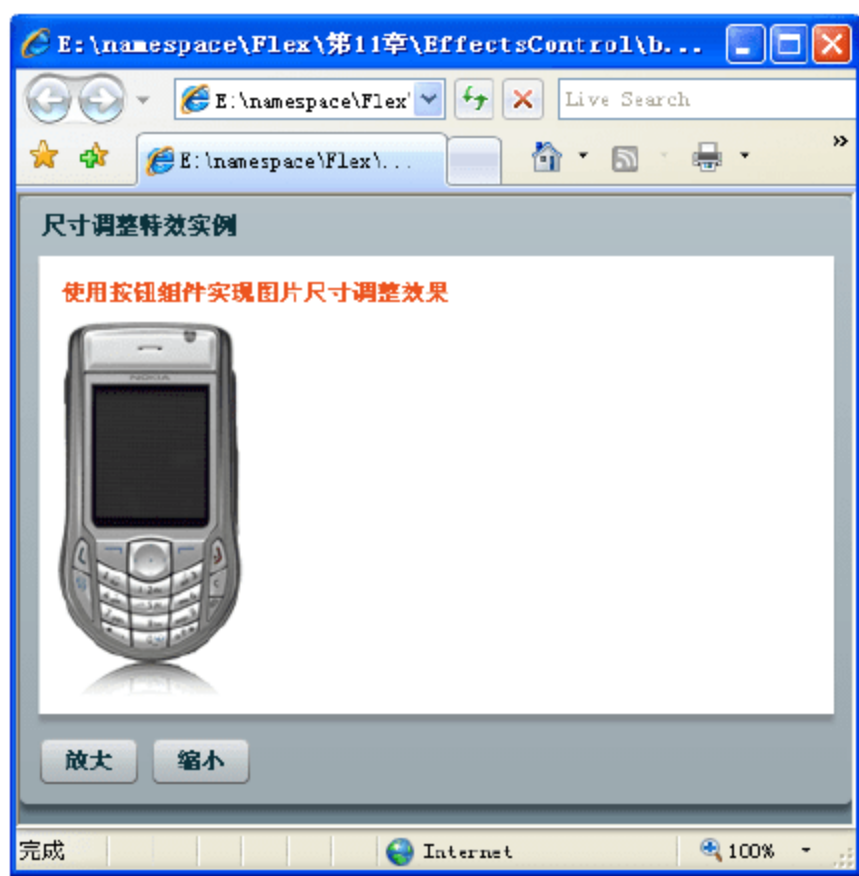 E:\namespace\Flex\第11章\EffectsControl\b...
E:\namespace\Flex'
Live Search
E:\namespace\Flex\...
»
尺寸调整特效实例
使用按钮组件实现图片尺寸调整效果
NOKIA
放大 缩小
完成 Internet 100%